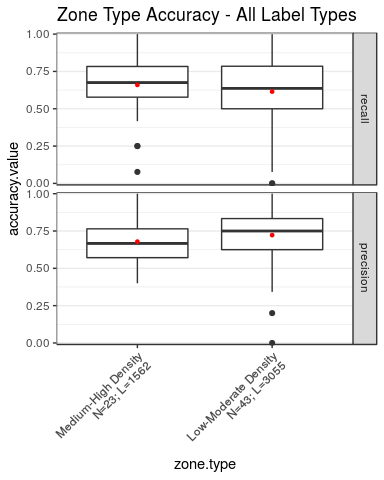 Zone Type Accuracy - All Label Types
accuracy.value
1.00
0.75
0.50
0.25
0.00
recall
1.00
0.75
0.50
0.25
0.00
precision
Medium-High Density
N=23; L=1562
Low-Moderate Density
N=43; L=3055
zone.type